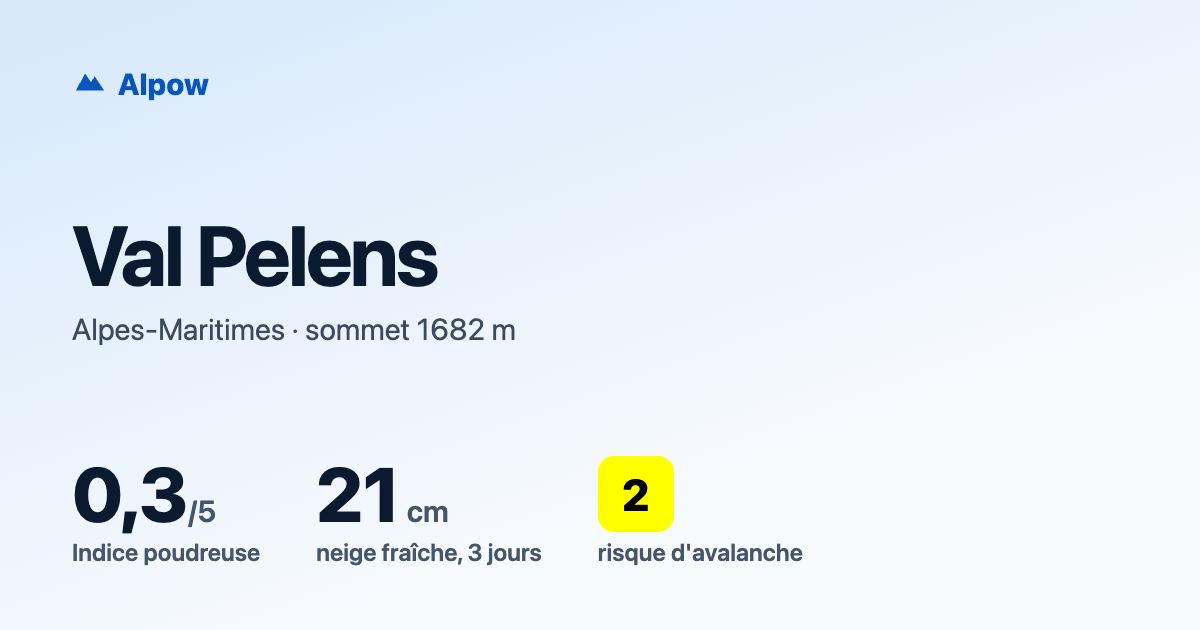 Alpow
Val Pelens
Alpes-Maritimes · sommet 1682 m
0,3/5
Indice poudreuse
21 cm
neige fraîche, 3 jours
2
risque d'avalanche